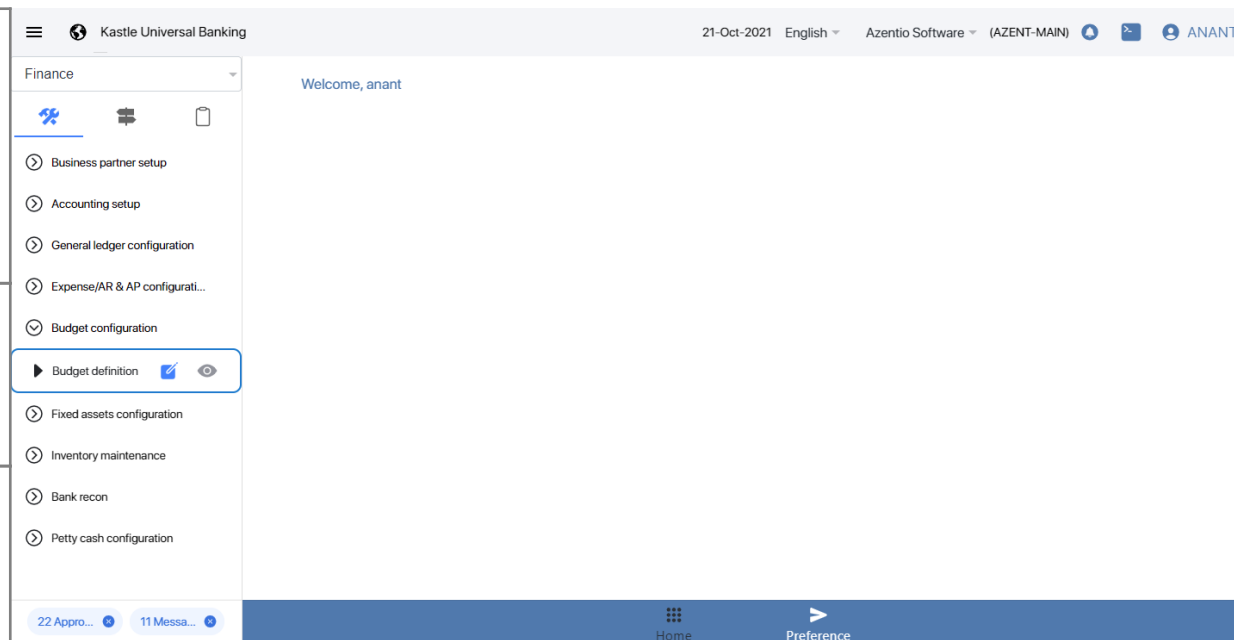 Kastle Universal Banking
21-Oct-2021 English Azentio Software (AZENT-MAIN) ANANT
Finance
Welcome, anant
Business partner setup
Accounting setup
General ledger configuration
Expense/AR & AP configurati...
Budget configuration
Budget definition
Fixed assets configuration
Inventory maintenance
Bank recon
Petty cash configuration
22 Appro...
11 Messa...
Home
Preference